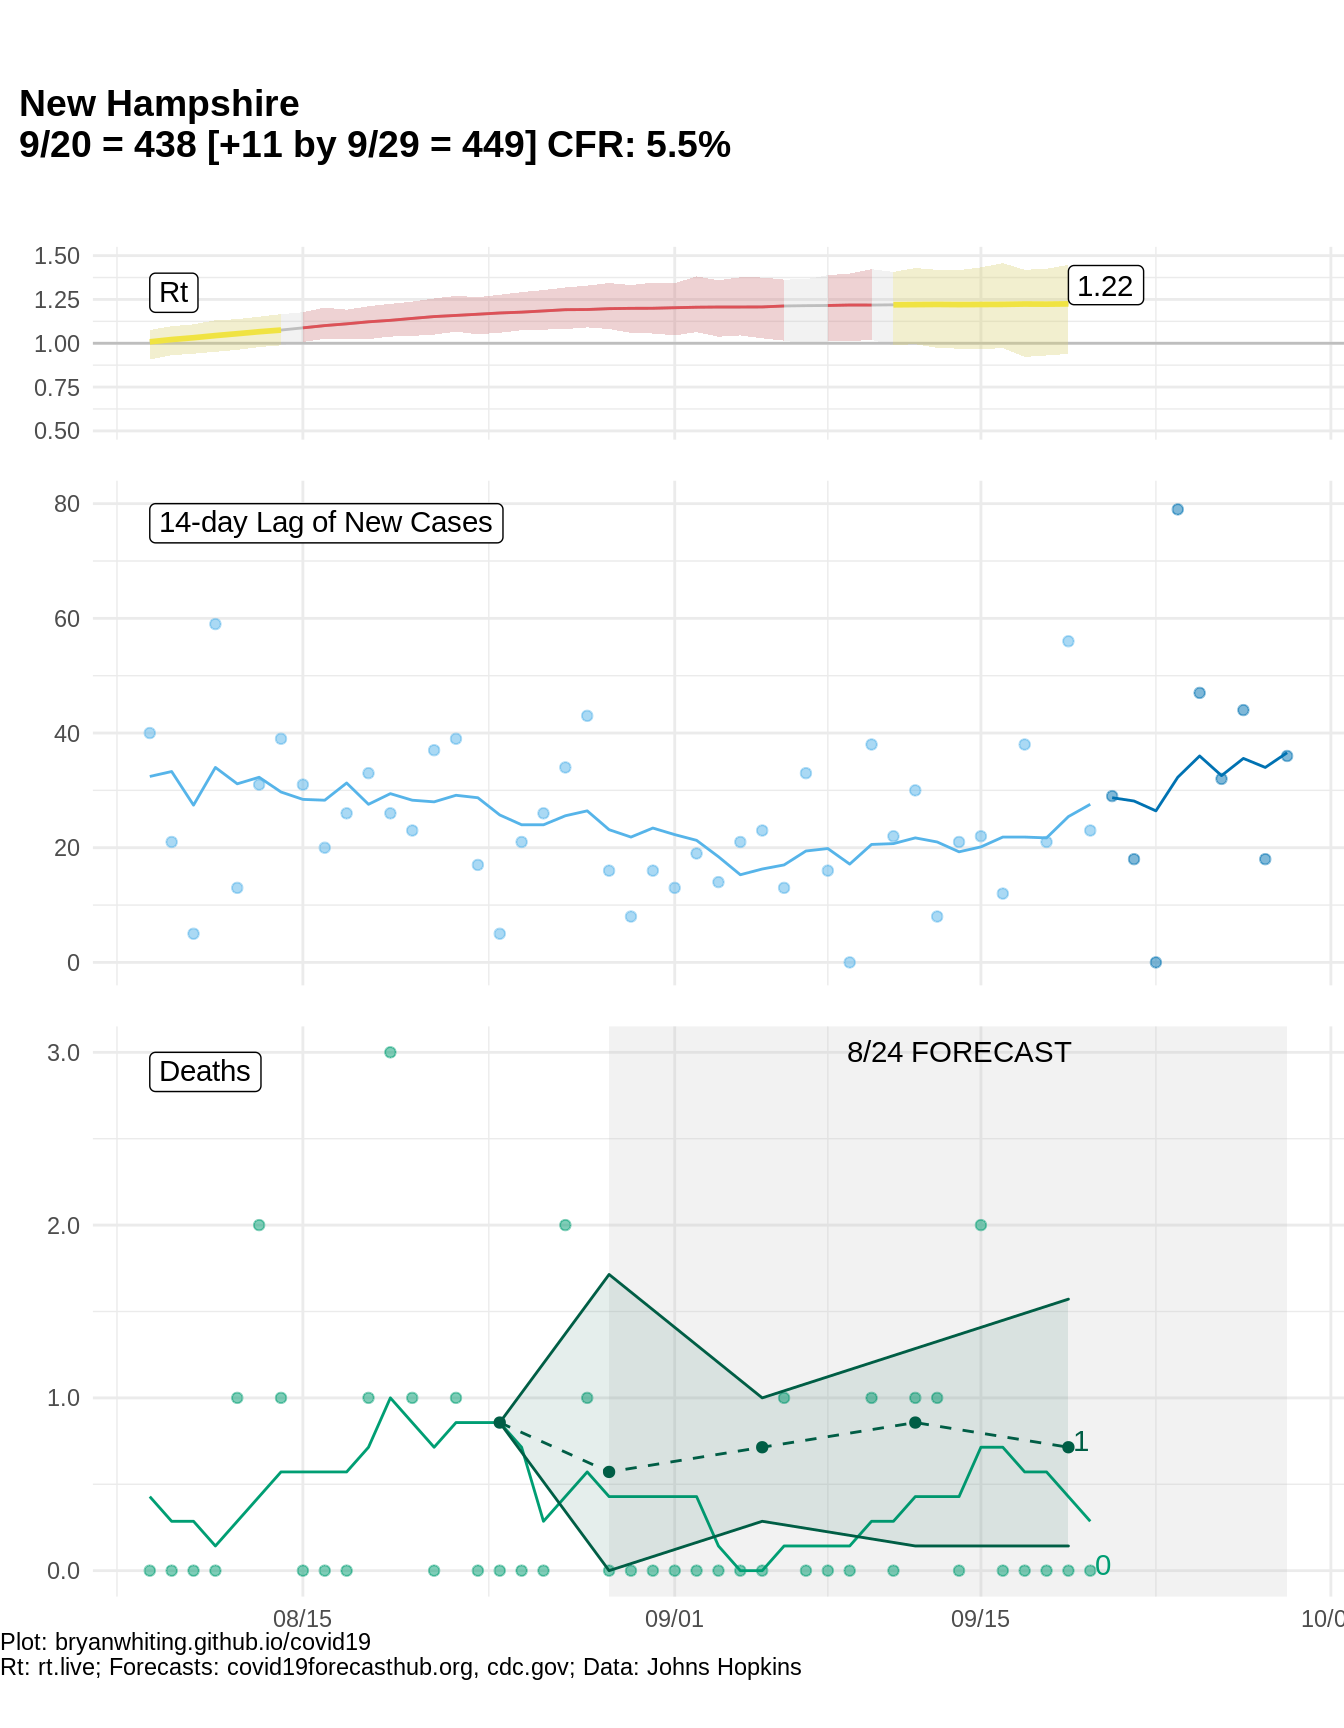 New Hampshire
9/20 = 438 [+11 by 9/29 = 449] CFR: 5.5%
1.50
1.25
1.00
0.75
0.50
Rt
1.22
80
60
40
20
0
14-day Lag of New Cases
3.0
2.0
1.0
0.0
Deaths
8/24 FORECAST
1
0
08/15
09/01
09/15
10/0
Plot: bryanwhiting.github.io/covid19
Rt: rt.live; Forecasts: covid19forecasthub.org, cdc.gov; Data: Johns Hopkins